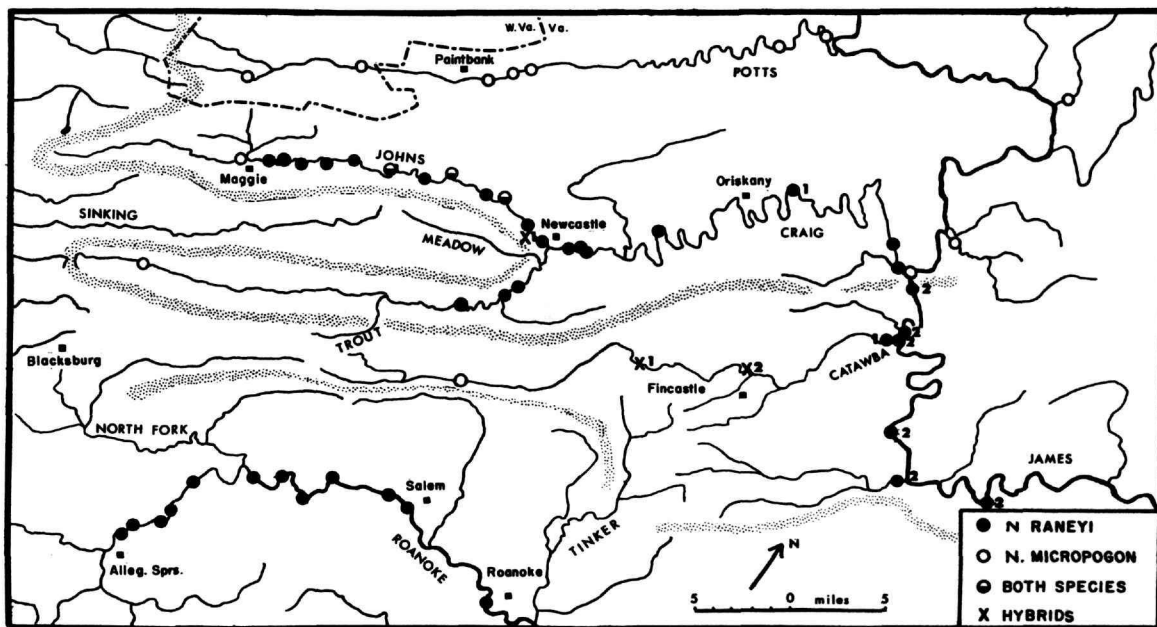 W.Va. Va.
Paintbank
POTTS
JOHNS
Maggie
Oriskany
1
SINKING
Newcastle
CRAIG
MEADOW
2
TROUT
2
1 2
Blacksburg
CATAWBA
X1
X2
Fincastle
NORTH FORK
2
JAMES
Salem
2
2
TINKER
N
ROANOKE
Alleg. Sprs.
Roanoke
5 0 miles 5
● N RANEYI
○ N. MICROPOGON
◒ BOTH SPECIES
X HYBRIDS